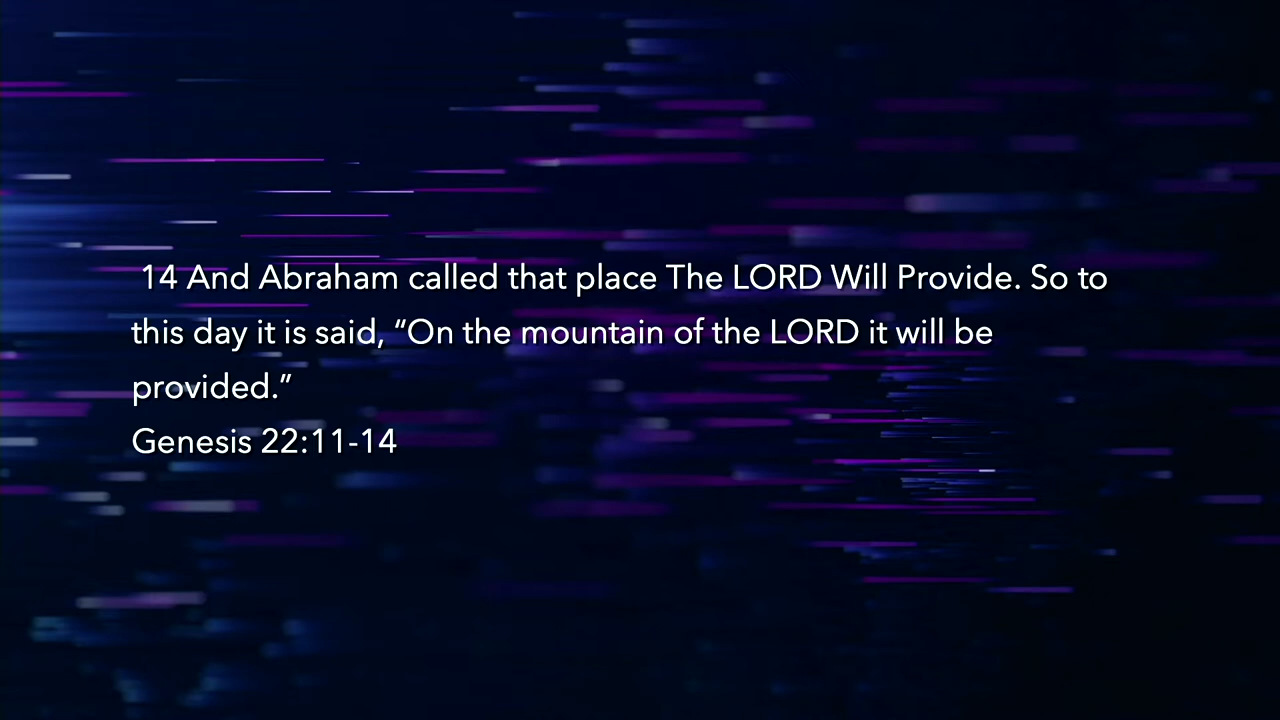 14 And Abraham called that place The LORD Will Provide. So to
this day it is said, “On the mountain of the LORD it will be
provided.”
Genesis 22:11-14